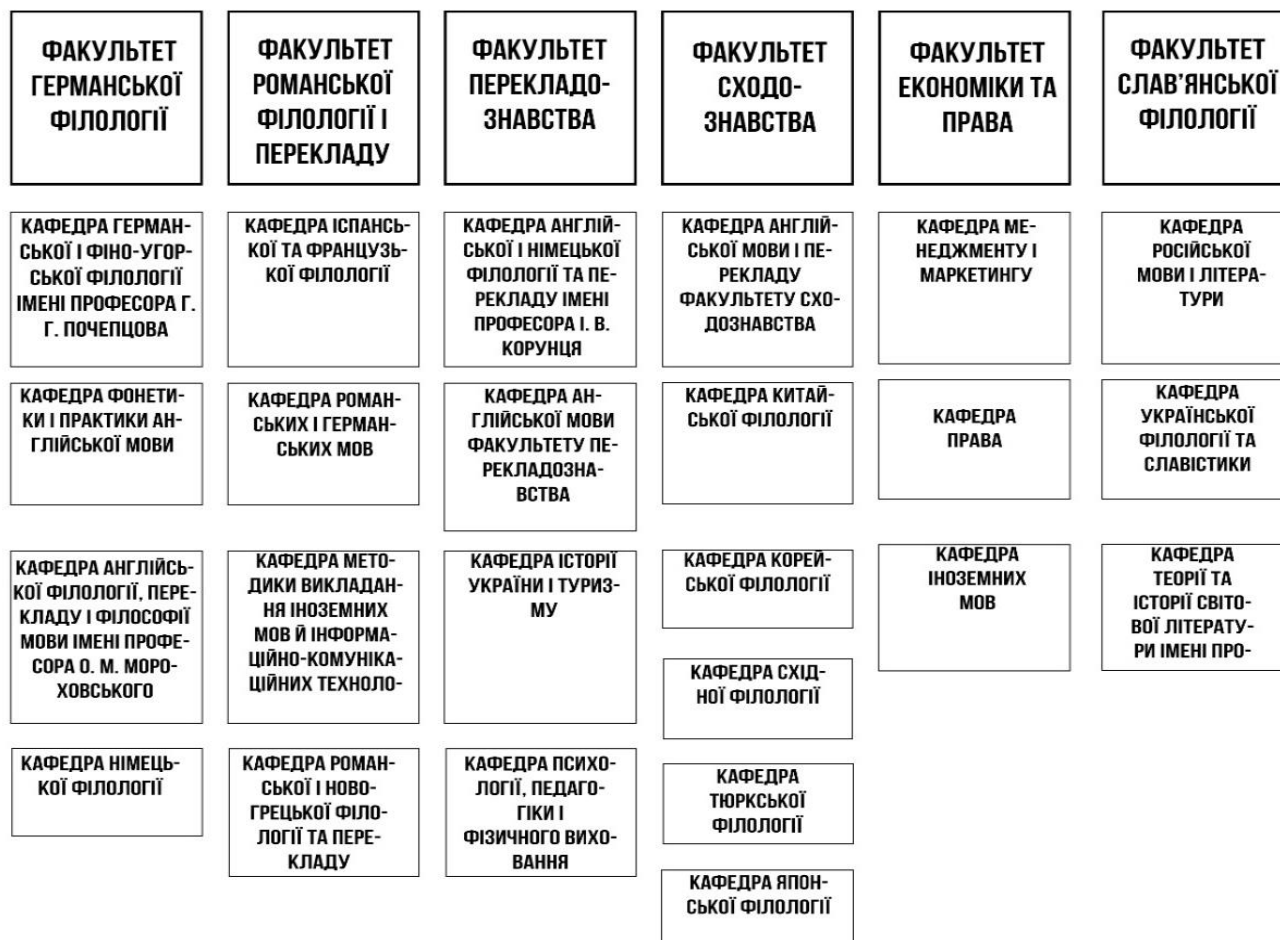 ФАКУЛЬТЕТ
ГЕРМАНСЬКОЇ
ФІЛОЛОГІЇ
ФАКУЛЬТЕТ
РОМАНСЬКОЇ
ФІЛОЛОГІЇ І
ПЕРЕКЛАДУ
ФАКУЛЬТЕТ
ПЕРЕКЛАДО-
ЗНАВСТВА
ФАКУЛЬТЕТ
СХОДО-
ЗНАВСТВА
ФАКУЛЬТЕТ
ЕКОНОМІКИ ТА
ПРАВА
ФАКУЛЬТЕТ
СЛАВ’ЯНСЬКОЇ
ФІЛОЛОГІЇ
КАФЕДРА ГЕРМАН-
СЬКОЇ І ФІНО-УГОР-
СЬКОЇ ФІЛОЛОГІЇ
ІМЕНІ ПРОФЕСОРА Г.
Г. ПОЧЕПЦОВА
КАФЕДРА ІСПАНСЬ-
КОЇ ТА ФРАНЦУЗЬ-
КОЇ ФІЛОЛОГІЇ
КАФЕДРА АНГЛІЙ-
СЬКОЇ І НІМЕЦЬКОЇ
ФІЛОЛОГІЇ ТА ПЕ-
РЕКЛАДУ ІМЕНІ
ПРОФЕСОРА І. В.
КОРУНЦЯ
КАФЕДРА АНГЛІЙ-
СЬКОЇ МОВИ І ПЕ-
РЕКЛАДУ
ФАКУЛЬТЕТУ СХО-
ДОЗНАВСТВА
КАФЕДРА МЕ-
НЕДЖМЕНТУ І
МАРКЕТИНГУ
КАФЕДРА
РОСІЙСЬКОЇ
МОВИ І ЛІТЕРА-
ТУРИ
КАФЕДРА ФОНЕТИ-
КИ І ПРАКТИКИ АН-
ГЛІЙСЬКОЇ МОВИ
КАФЕДРА РОМАН-
СЬКИХ І ГЕРМАН-
СЬКИХ МОВ
КАФЕДРА АН-
ГЛІЙСЬКОЇ МОВИ
ФАКУЛЬТЕТУ ПЕ-
РЕКЛАДОЗНА-
ВСТВА
КАФЕДРА КИТАЙ-
СЬКОЇ ФІЛОЛОГІЇ
КАФЕДРА
ПРАВА
КАФЕДРА
УКРАЇНСЬКОЇ
ФІЛОЛОГІЇ ТА
СЛАВІСТИКИ
КАФЕДРА АНГЛІЙСЬ-
КОЇ ФІЛОЛОГІЇ, ПЕРЕ-
КЛАДУ І ФІЛОСОФІЇ
МОВИ ІМЕНІ ПРОФЕ-
СОРА О. М. МОРО-
ХОВСЬКОГО
КАФЕДРА МЕТО-
ДИКИ ВИКЛАДАН-
НЯ ІНОЗЕМНИХ
МОВ Й ІНФОРМА-
ЦІЙНО-КОМУНІКА-
ЦІЙНИХ ТЕХНОЛО-
КАФЕДРА ІСТОРІЇ
УКРАЇНИ І ТУРИЗ-
МУ
КАФЕДРА КОРЕЙ-
СЬКОЇ ФІЛОЛОГІЇ
КАФЕДРА
ІНОЗЕМНИХ
МОВ
КАФЕДРА
ТЕОРІЇ ТА
ІСТОРІЇ СВІТО-
ВОЇ ЛІТЕРАТУ-
РИ ІМЕНІ ПРО-
КАФЕДРА СХІД-
НОЇ ФІЛОЛОГІЇ
КАФЕДРА НІМЕЦЬ-
КОЇ ФІЛОЛОГІЇ
КАФЕДРА РОМАН-
СЬКОЇ І НОВО-
ГРЕЦЬКОЇ ФІЛО-
ЛОГІЇ ТА ПЕРЕ-
КЛАДУ
КАФЕДРА ПСИХО-
ЛОГІЇ, ПЕДАГО-
ГІКИ І
ФІЗИЧНОГО ВИХО-
ВАННЯ
КАФЕДРА
ТЮРКСЬКОЇ
ФІЛОЛОГІЇ
КАФЕДРА ЯПОН-
СЬКОЇ ФІЛОЛОГІЇ